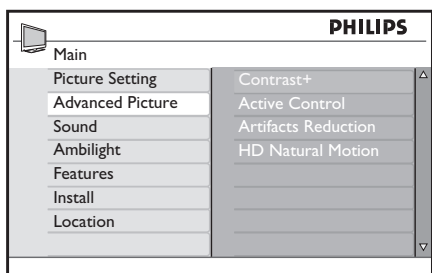 PHILIPS
Main
Picture Setting
Advanced Picture
Sound
Ambilight
Features
Install
Location
Contrast+
Active Control
Artifacts Reduction
HD Natural Motion